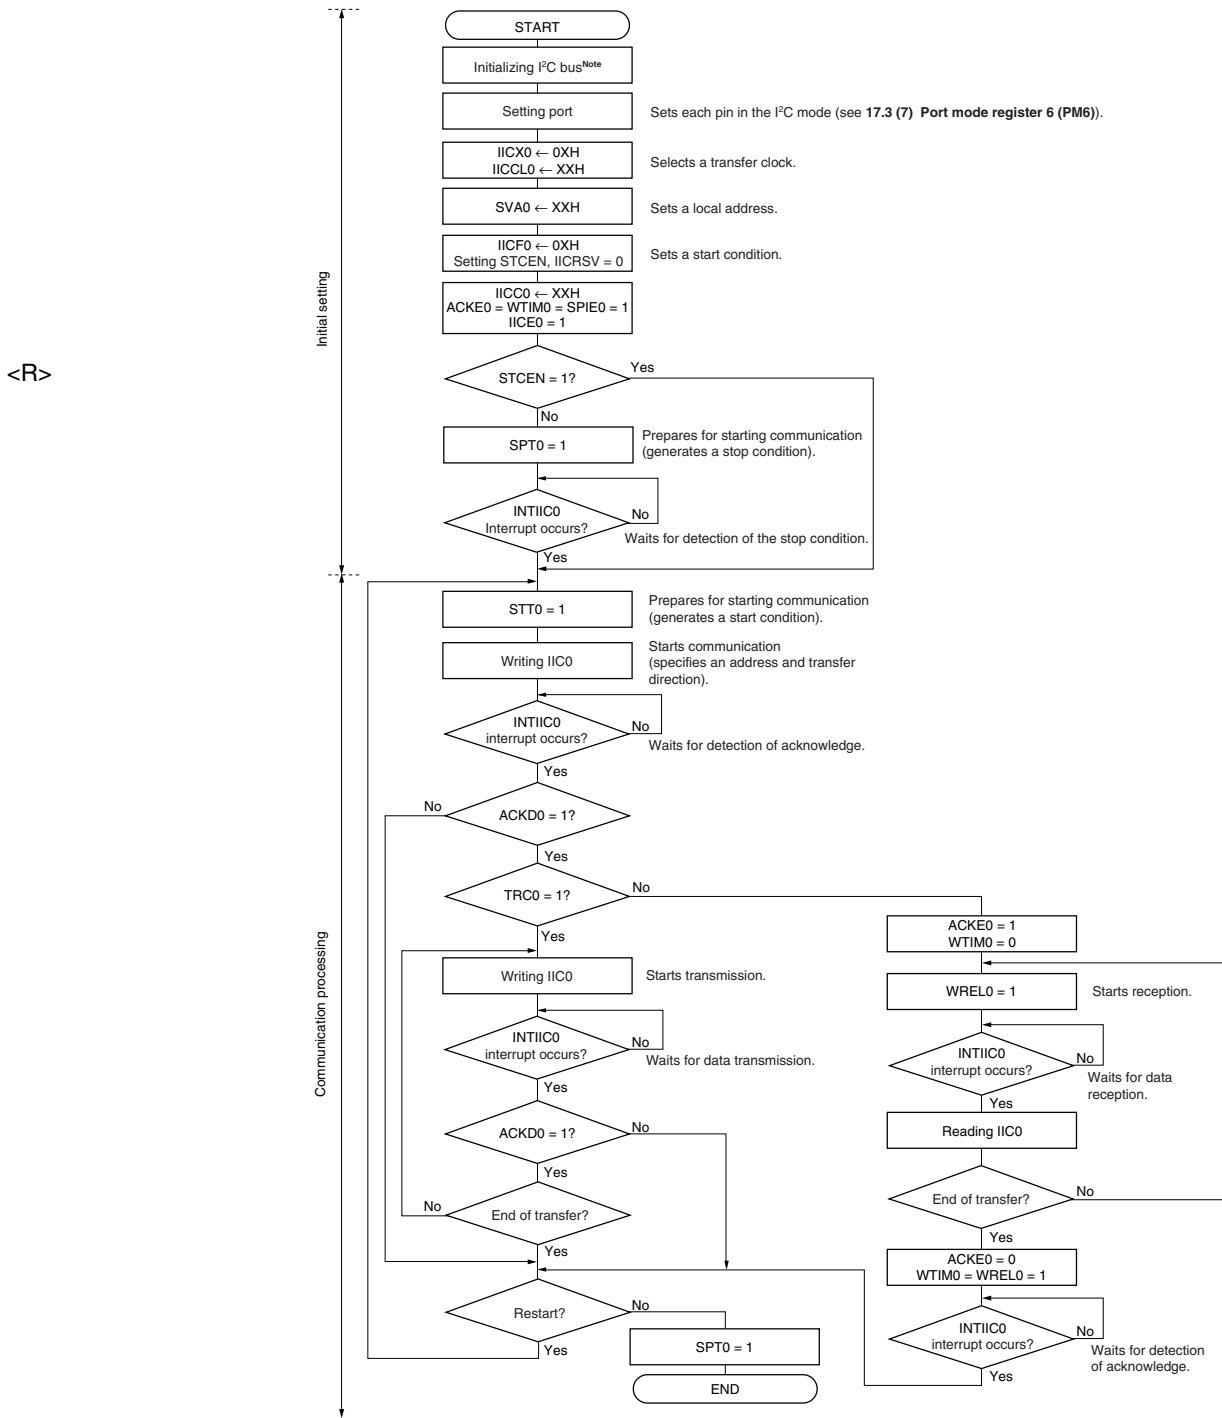 START
Initializing I²C busNote
Setting port
Sets each pin in the I²C mode (see 17.3 (7) Port mode register 6 (PM6)).
IICX0 ← 0XH
IICCL0 ← XXH
Selects a transfer clock.
SVA0 ← XXH
Sets a local address.
IICF0 ← 0XH
Setting STCEN, IICRSV = 0
Sets a start condition.
Initial setting
IICC0 ← XXH
ACKE0 = WTIM0 = SPIE0 = 1
IICE0 = 1
<R>
STCEN = 1?
Yes
No
SPT0 = 1
Prepares for starting communication
(generates a stop condition).
INTIIC0
Interrupt occurs?
No
Waits for detection of the stop condition.
Yes
STT0 = 1
Prepares for starting communication
(generates a start condition).
Writing IIC0
Starts communication
(specifies an address and transfer
direction).
INTIIC0
interrupt occurs?
No
Waits for detection of acknowledge.
Yes
No
ACKD0 = 1?
Yes
TRC0 = 1?
No
Yes
Communication processing
Writing IIC0
Starts transmission.
INTIIC0
interrupt occurs?
No
Waits for data transmission.
Yes
ACKD0 = 1?
No
Yes
No
End of transfer?
Yes
ACKE0 = 1
WTIM0 = 0
WREL0 = 1
Starts reception.
INTIIC0
interrupt occurs?
No
Waits for data
reception.
Yes
Reading IIC0
End of transfer?
No
Yes
ACKE0 = 0
WTIM0 = WREL0 = 1
INTIIC0
interrupt occurs?
No
Waits for detection
of acknowledge.
Yes
Restart?
No
Yes
SPT0 = 1
END